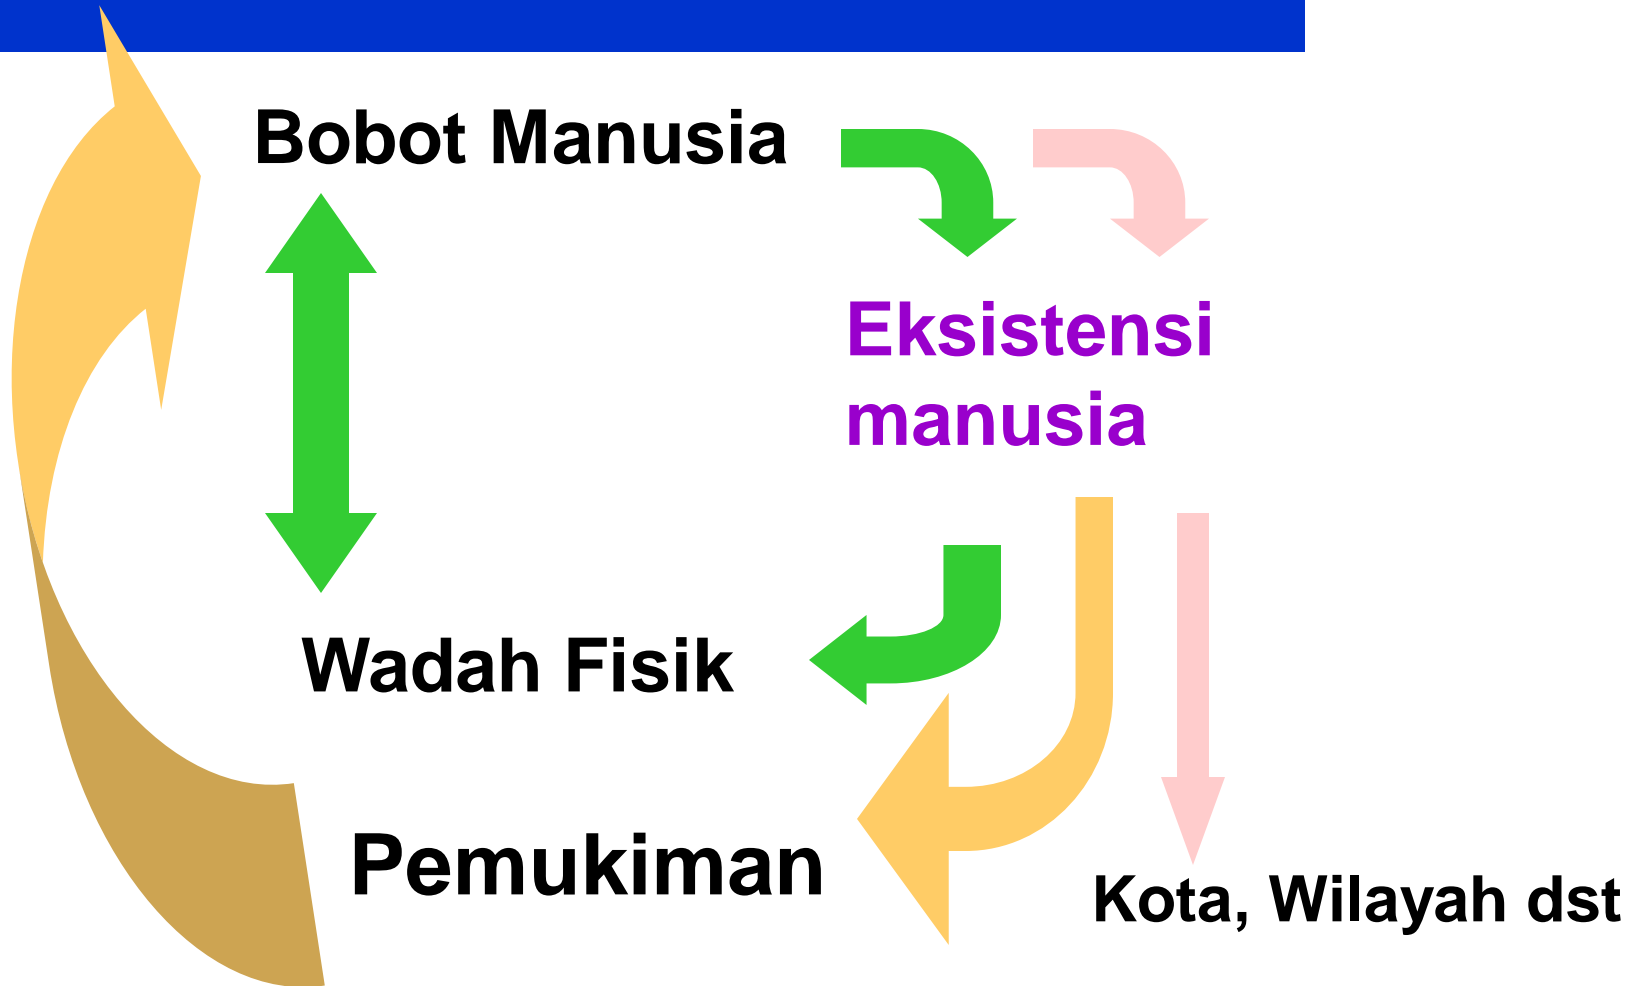 Bobot Manusia
Eksistensi
manusia
Wadah Fisik
Pemukiman
Kota, Wilayah dst